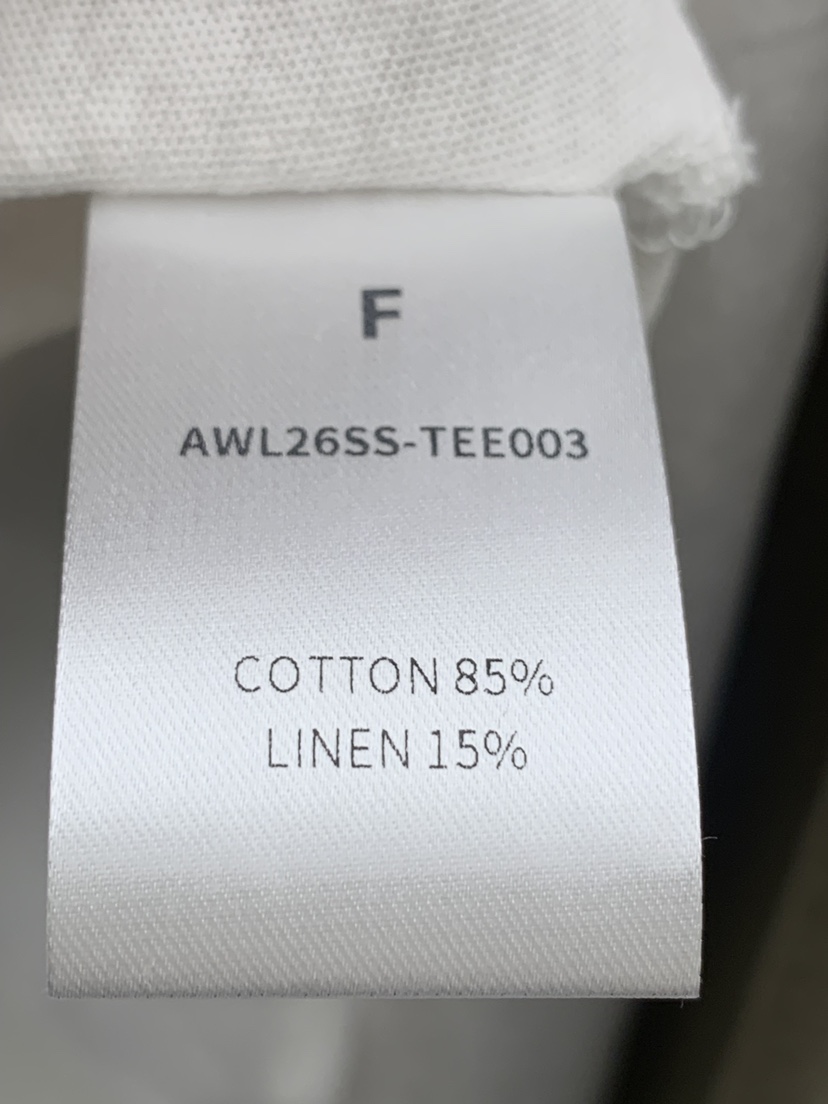 F
AWL26SS-TEE003
COTTON 85%
LINEN 15%